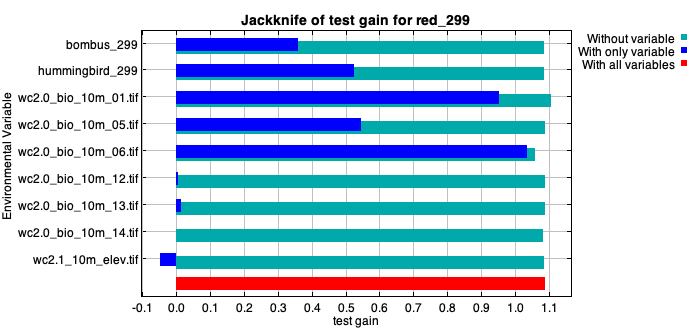 Jackknife of test gain for red_299
Without variable
With only variable
With all variables
Environmental Variable
bombus_299
hummingbird_299
wc2.0_bio_10m_01.tif
wc2.0_bio_10m_05.tif
wc2.0_bio_10m_06.tif
wc2.0_bio_10m_12.tif
wc2.0_bio_10m_13.tif
wc2.0_bio_10m_14.tif
wc2.1_10m_elev.tif
-0.1 0.0 0.1 0.2 0.3 0.4 0.5 0.6 0.7 0.8 0.9 1.0 1.1
test gain